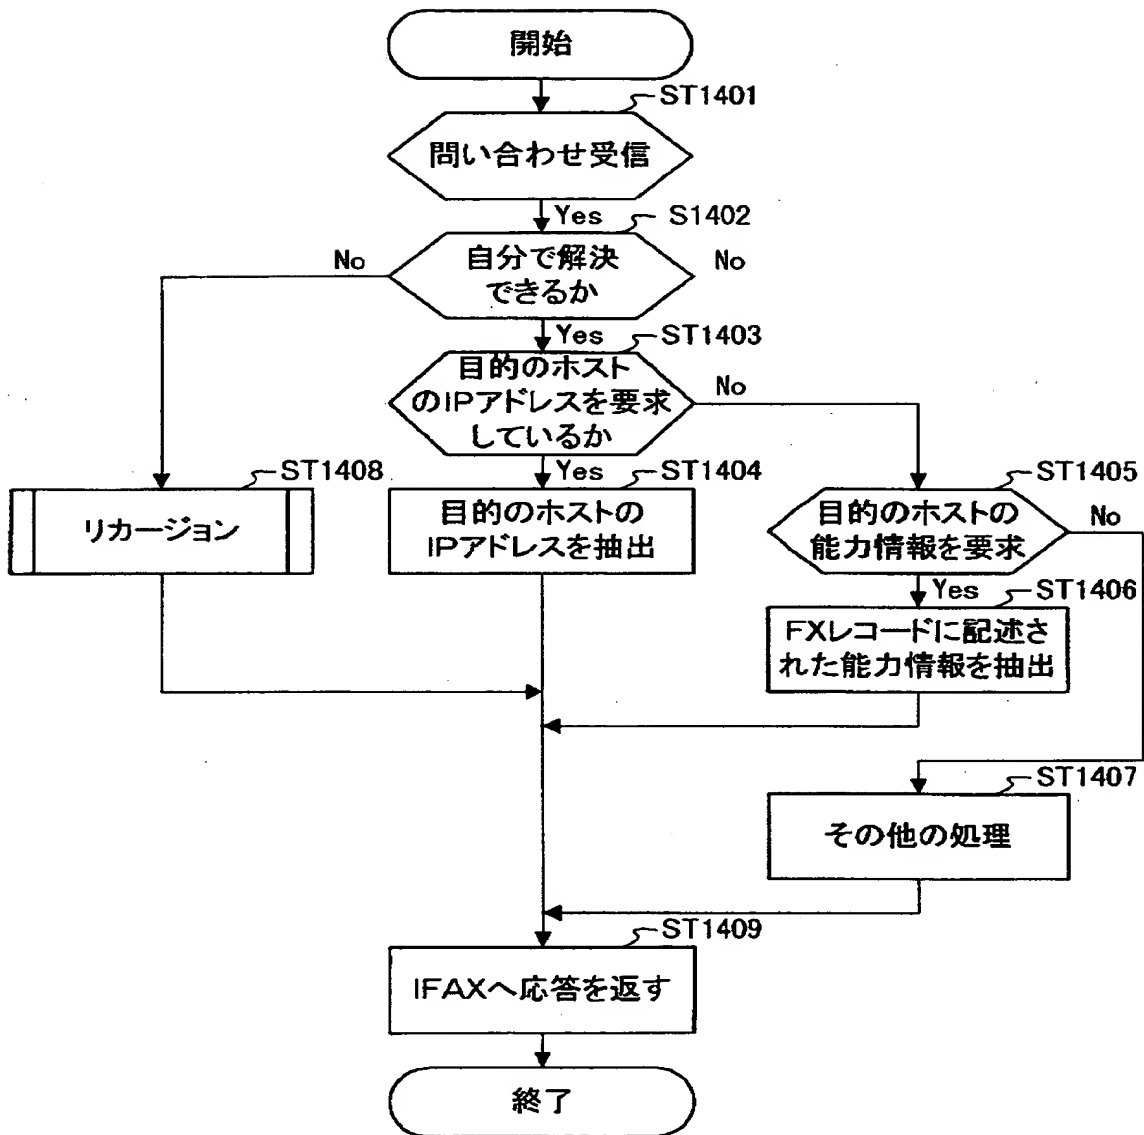 開始
ST1401
問い合わせ受信
Yes
S1402
No
自分で解決
できるか
No
Yes
ST1403
目的のホスト
のIPアドレスを要求
しているか
No
ST1408
リカージョン
Yes
ST1404
目的のホストの
IPアドレスを抽出
ST1405
目的のホストの
能力情報を要求
No
Yes
ST1406
FXレコードに記述さ
れた能力情報を抽出
ST1407
その他の処理
ST1409
IFAXへ応答を返す
終了